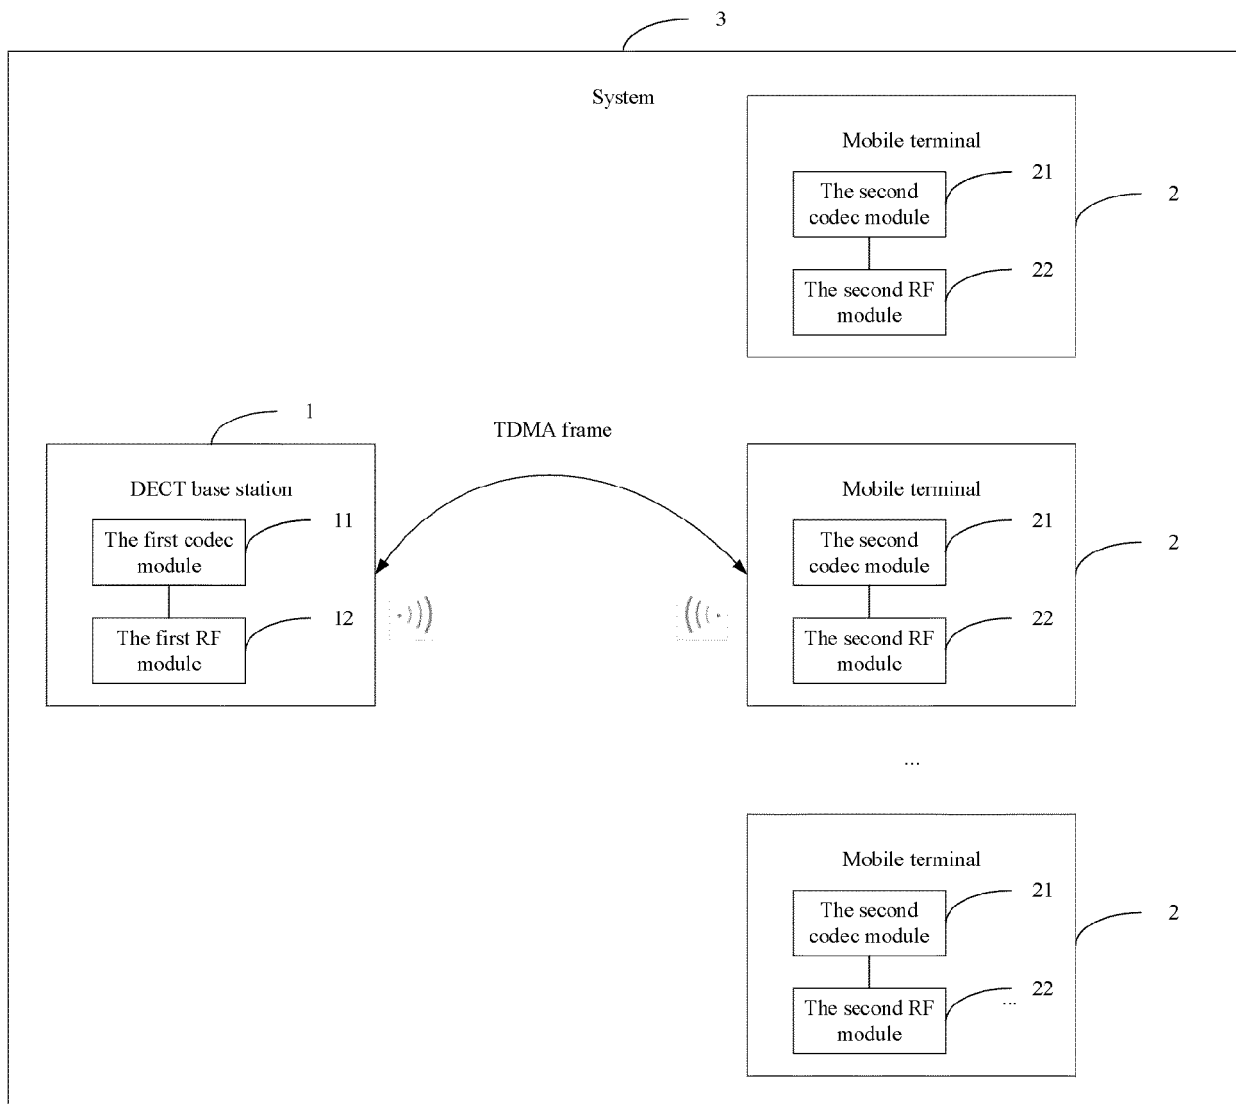 3
System
Mobile terminal
The second
codec module
21
2
The second RF
module
22
1
DECT base station
The first codec
module
11
The first RF
module
12
TDMA frame
Mobile terminal
The second
codec module
21
2
The second RF
module
22
...
Mobile terminal
The second
codec module
21
2
The second RF
module
22
...